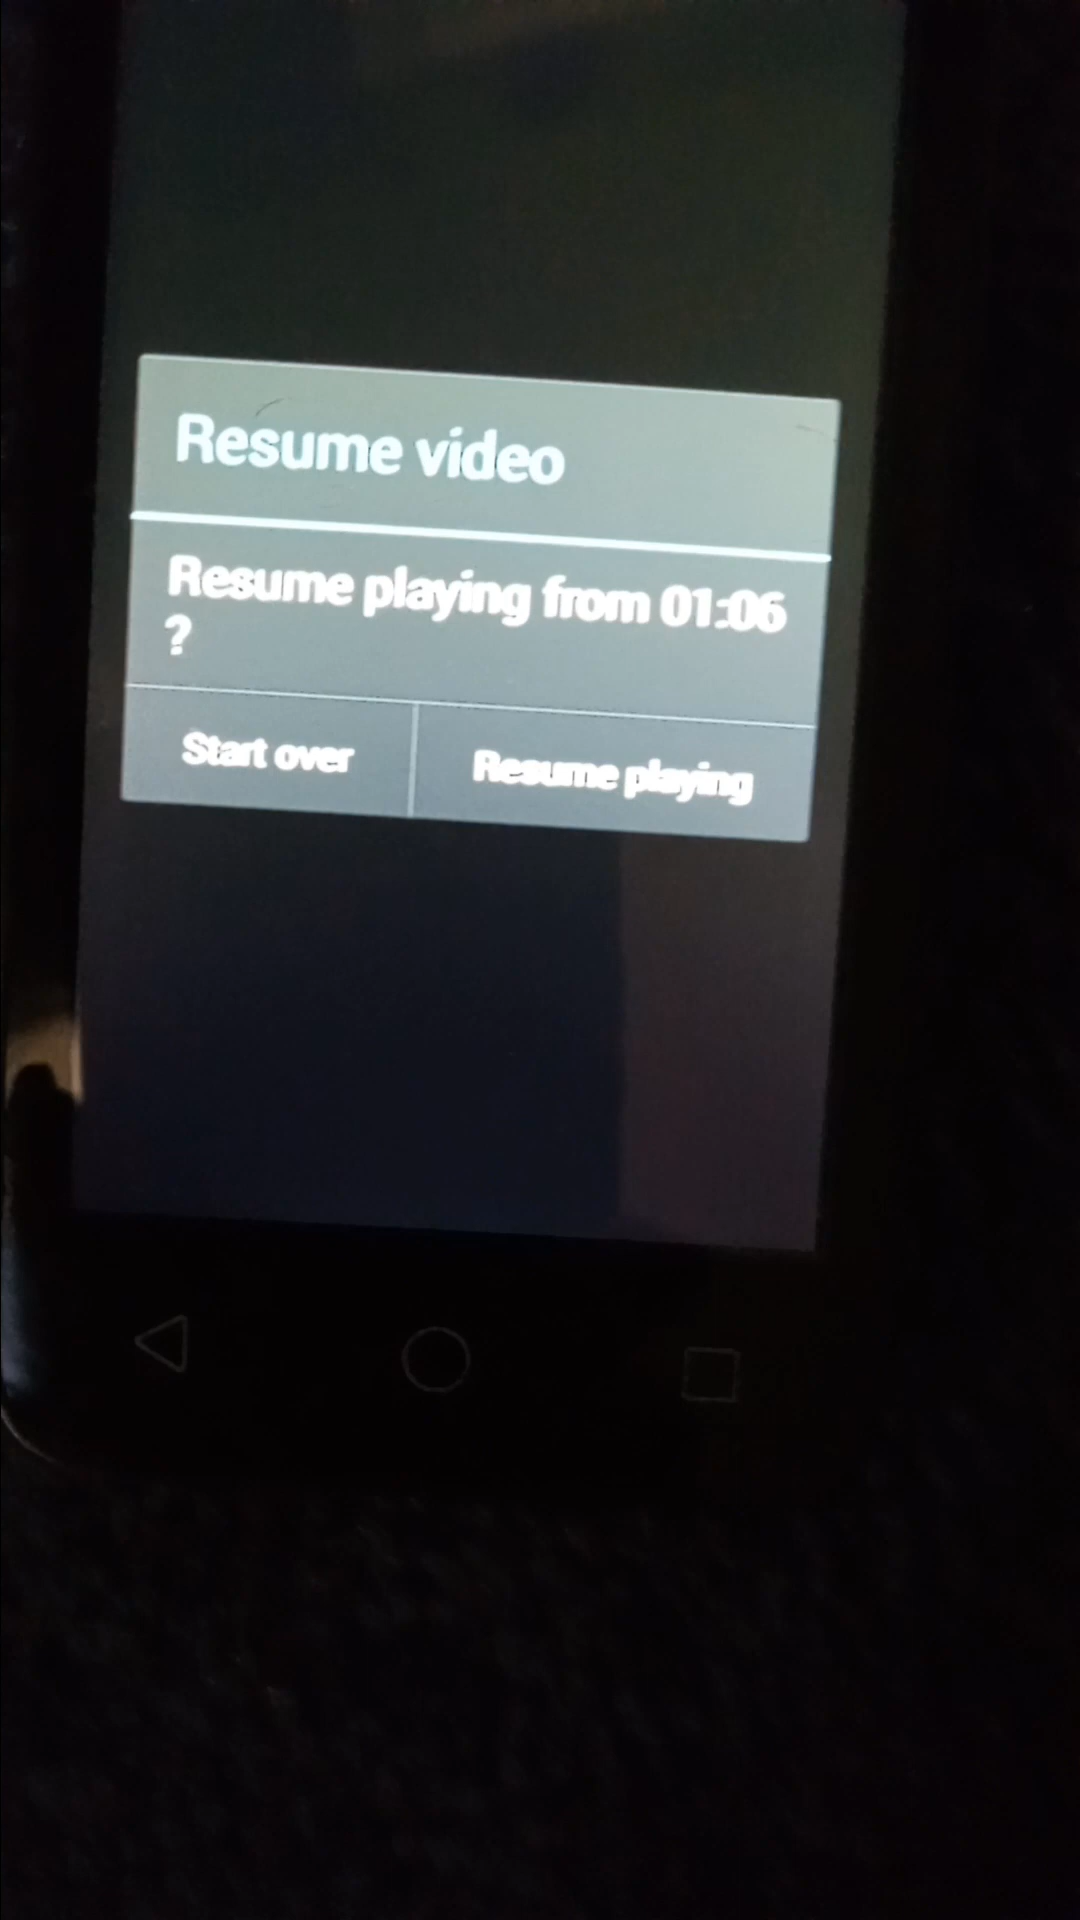 Resume video
Resume playing from 01:06
?
Start over
Resume playing